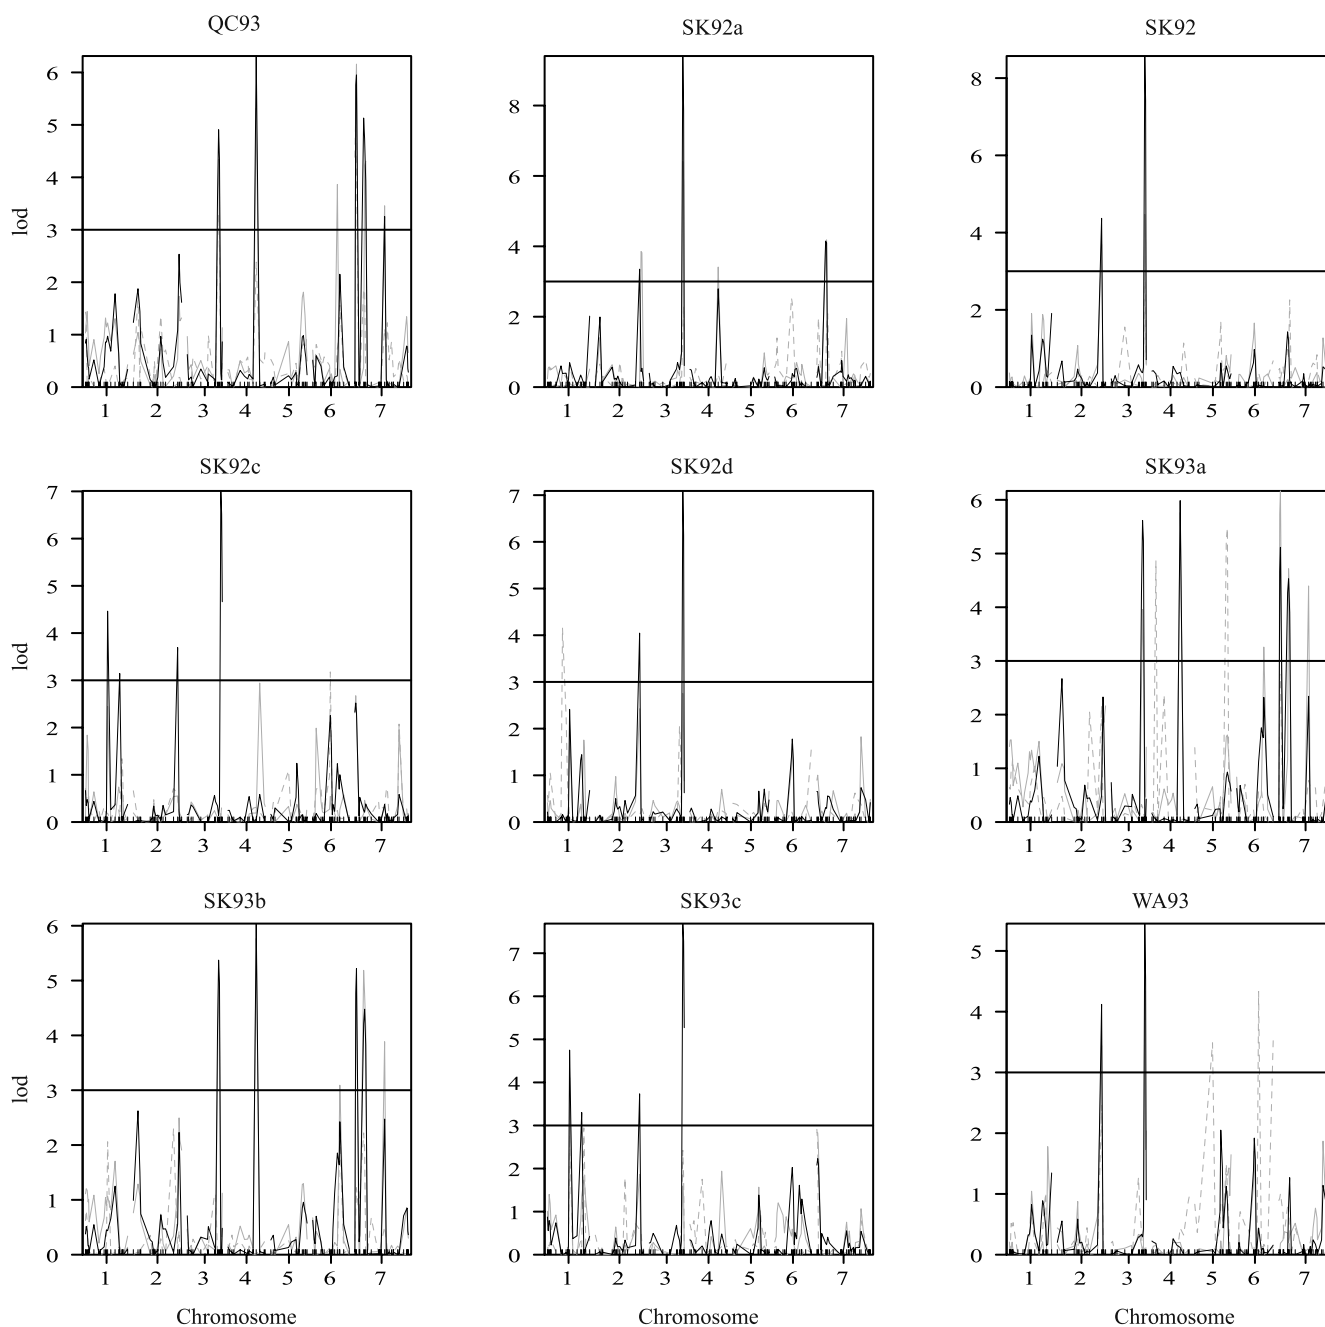 QC93 SK92a SK92
6 5 4 3 2 1 0
lod
8 6 4 2 0
8 6 4 2 0
1 2 3 4 5 6 7
1 2 3 4 5 6 7
1 2 3 4 5 6 7
SK92c SK92d SK93a
7 6 5 4 3 2 1 0
lod
7 6 5 4 3 2 1 0
6 5 4 3 2 1 0
1 2 3 4 5 6 7
1 2 3 4 5 6 7
1 2 3 4 5 6 7
SK93b SK93c WA93
6 5 4 3 2 1 0
lod
7 6 5 4 3 2 1 0
5 4 3 2 1 0
1 2 3 4 5 6 7
1 2 3 4 5 6 7
1 2 3 4 5 6 7
Chromosome Chromosome Chromosome